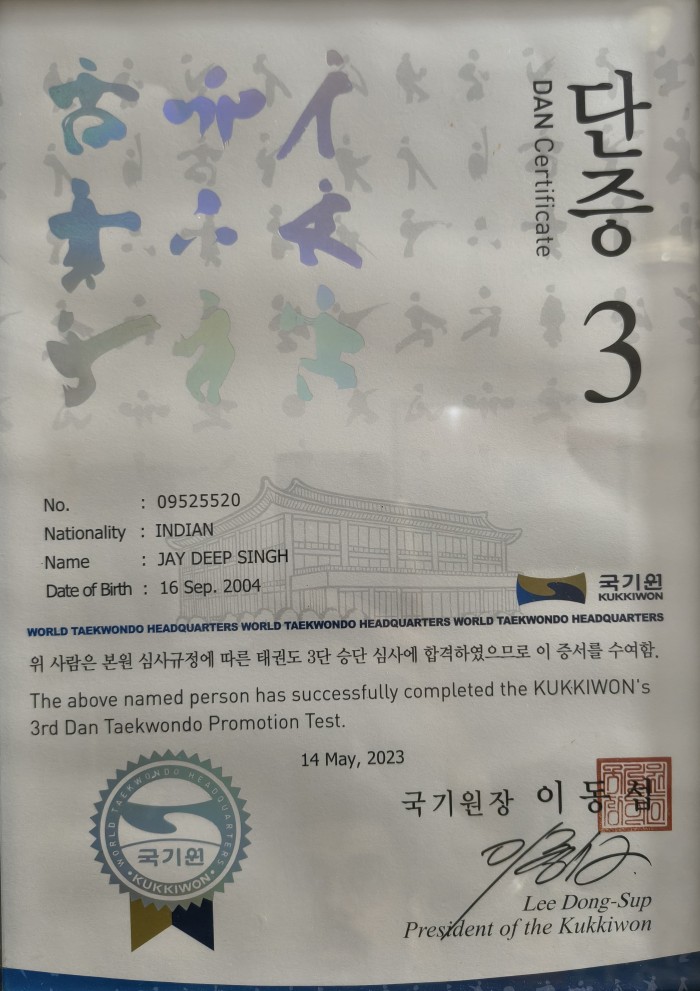 단증
DAN Certificate
3
No. : 09525520
Nationality : INDIAN
Name : JAY DEEP SINGH
Date of Birth : 16 Sep. 2004
국기원
KUKKIWON
WORLD TAEKWONDO HEADQUARTERS WORLD TAEKWONDO HEADQUARTERS WORLD TAEKWONDO HEADQUARTERS
위 사람은 본원 심사규정에 따른 태권도 3단 승단 심사에 합격하였으므로 이 증서를 수여함.
The above named person has successfully completed the KUKKIWON's
3rd Dan Taekwondo Promotion Test.
14 May, 2023
WORLD TAEKWONDO HEADQUARTERS
국기원
KUKKIWON
국기원장 이동섭
Lee Dong-Sup
President of the Kukkiwon